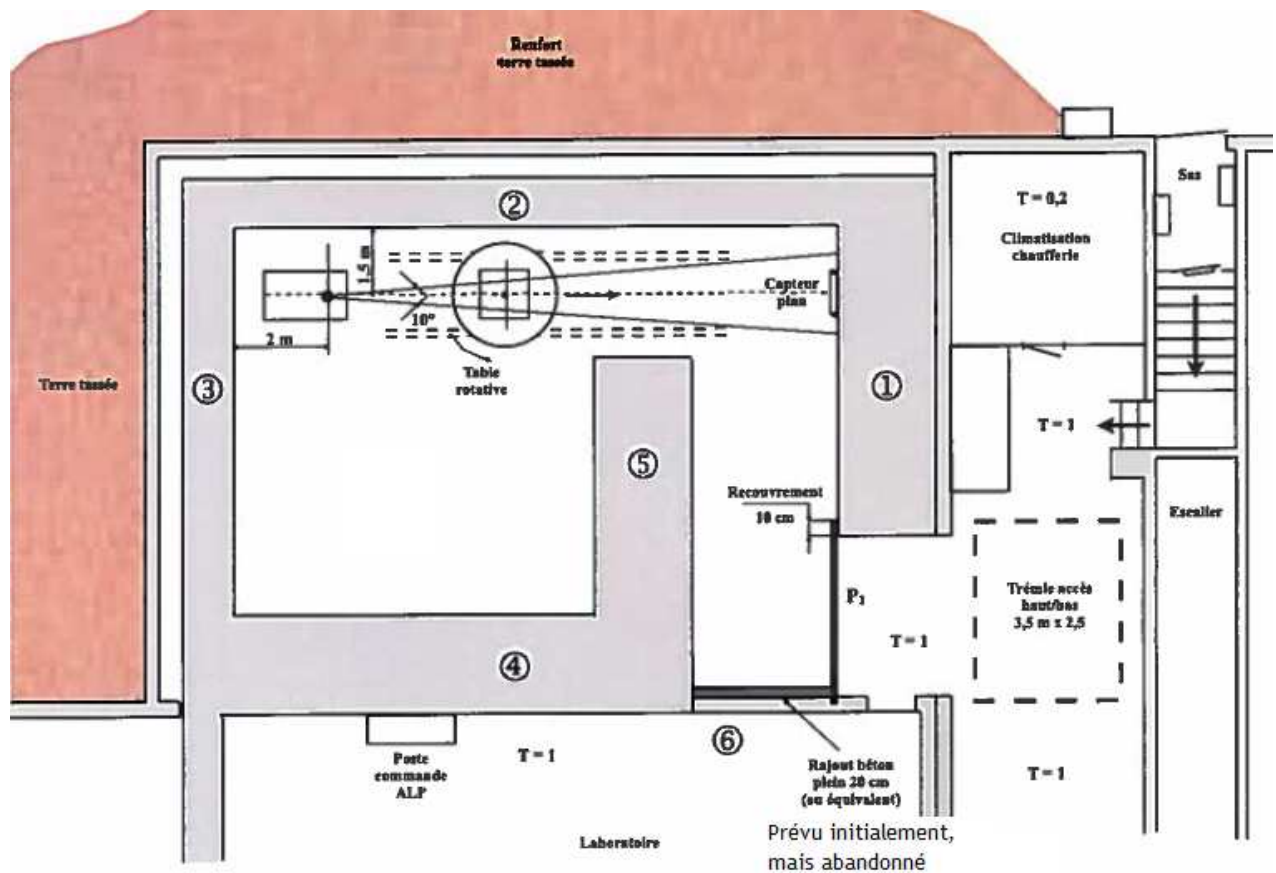 Renfort
terre tassée
Sas
T = 0,2
Climatisation
chaufferie
②
1,5 m
Capteur
plan
10°
2 m
Table
rotative
Terre tassée
③
①
T = 1
⑤
Recouvrement
10 cm
Escalier
P₁
Trémie accès
haut/bas
3,5 m x 2,5
T = 1
④
⑥
Poste
commande
ALP
T = 1
Rajout béton
plein 20 cm
(ou équivalent)
T = 1
Laboratoire
Prévu initialement,
mais abandonné